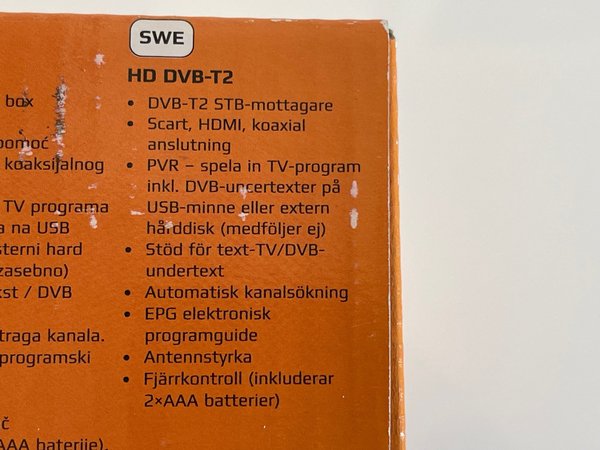 SWE
HD DVB-T2
• DVB-T2 STB-mottagare
• Scart, HDMI, koaxial
anslutning
• PVR – spela in TV-program
inkl. DVB-uncertexter på
USB-minne eller extern
hårddisk (medföljer ej)
• Stöd för text-TV/DVB-
undertext
• Automatisk kanalsökning
• EPG elektronisk
programguide
• Antennstyrka
• Fjärrkontroll (inkluderar
2×AAA batterier)
box
pomoć
koaksijalnog
TV programa
a na USB
sterni hard
zasebno)
kst / DVB
traga kanala.
programski
č
AAA baterije).